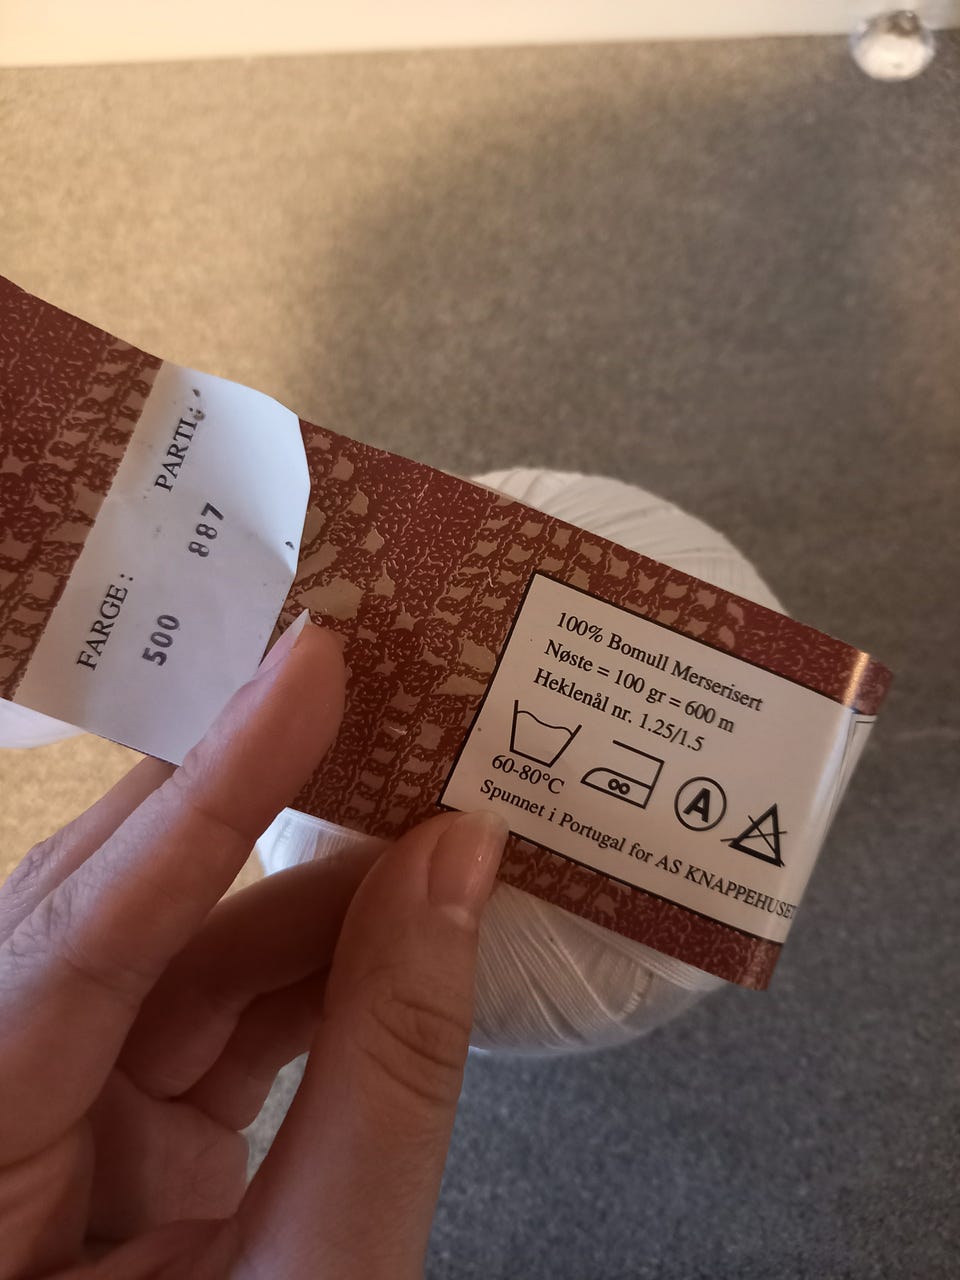 PARTI:
887
FARGE:
500
100% Bomull Merserisert
Nøste = 100 gr = 600 m
Heklenål nr. 1.25/1.5
60-80°C
A
Spunnet i Portugal for AS KNAPPEHUSET